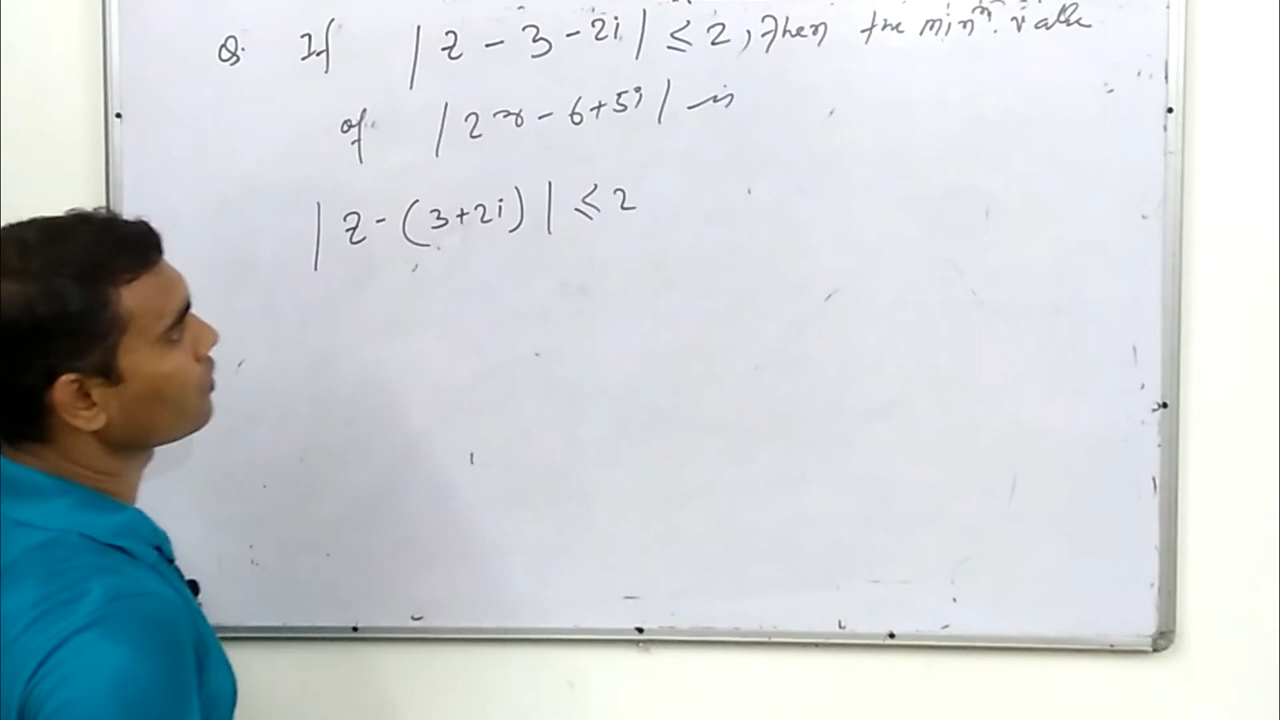 Q. If |z - 3 - 2i| ≤ 2, then the minᵐ. value
of |2z - 6 + 5i| is
|z - (3 + 2i)| ≤ 2